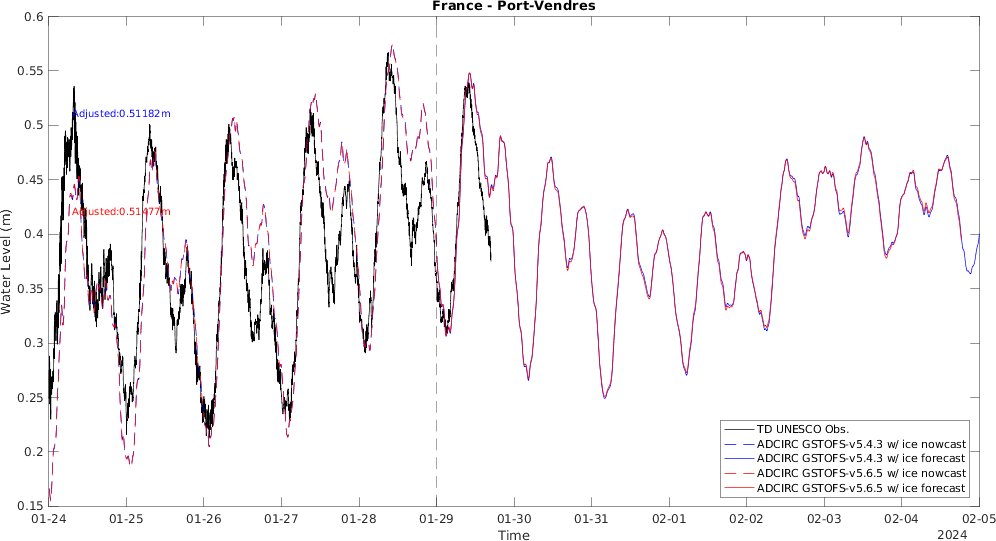 France - Port-Vendres
0.6
0.55
0.5
0.45
0.4
0.35
0.3
0.25
0.2
0.15
Water Level (m)
Adjusted:0.51182m
Adjusted:0.51477m
TD UNESCO Obs.
ADCIRC GSTOFS-v5.4.3 w/ ice nowcast
ADCIRC GSTOFS-v5.4.3 w/ ice forecast
ADCIRC GSTOFS-v5.6.5 w/ ice nowcast
ADCIRC GSTOFS-v5.6.5 w/ ice forecast
01-24 01-25 01-26 01-27 01-28 01-29 01-30 01-31 02-01 02-02 02-03 02-04 02-05
Time
2024